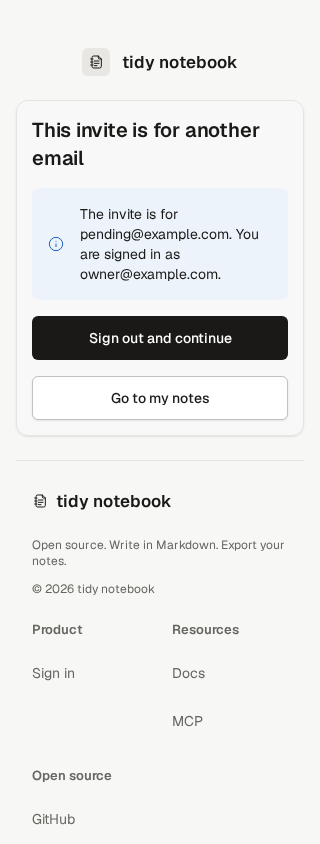 tidy notebook
This invite is for another
email
The invite is for
pending@example.com. You
are signed in as
owner@example.com.
Sign out and continue
Go to my notes
tidy notebook
Open source. Write in Markdown. Export your
notes.
© 2026 tidy notebook
Product
Resources
Sign in
Docs
MCP
Open source
GitHub